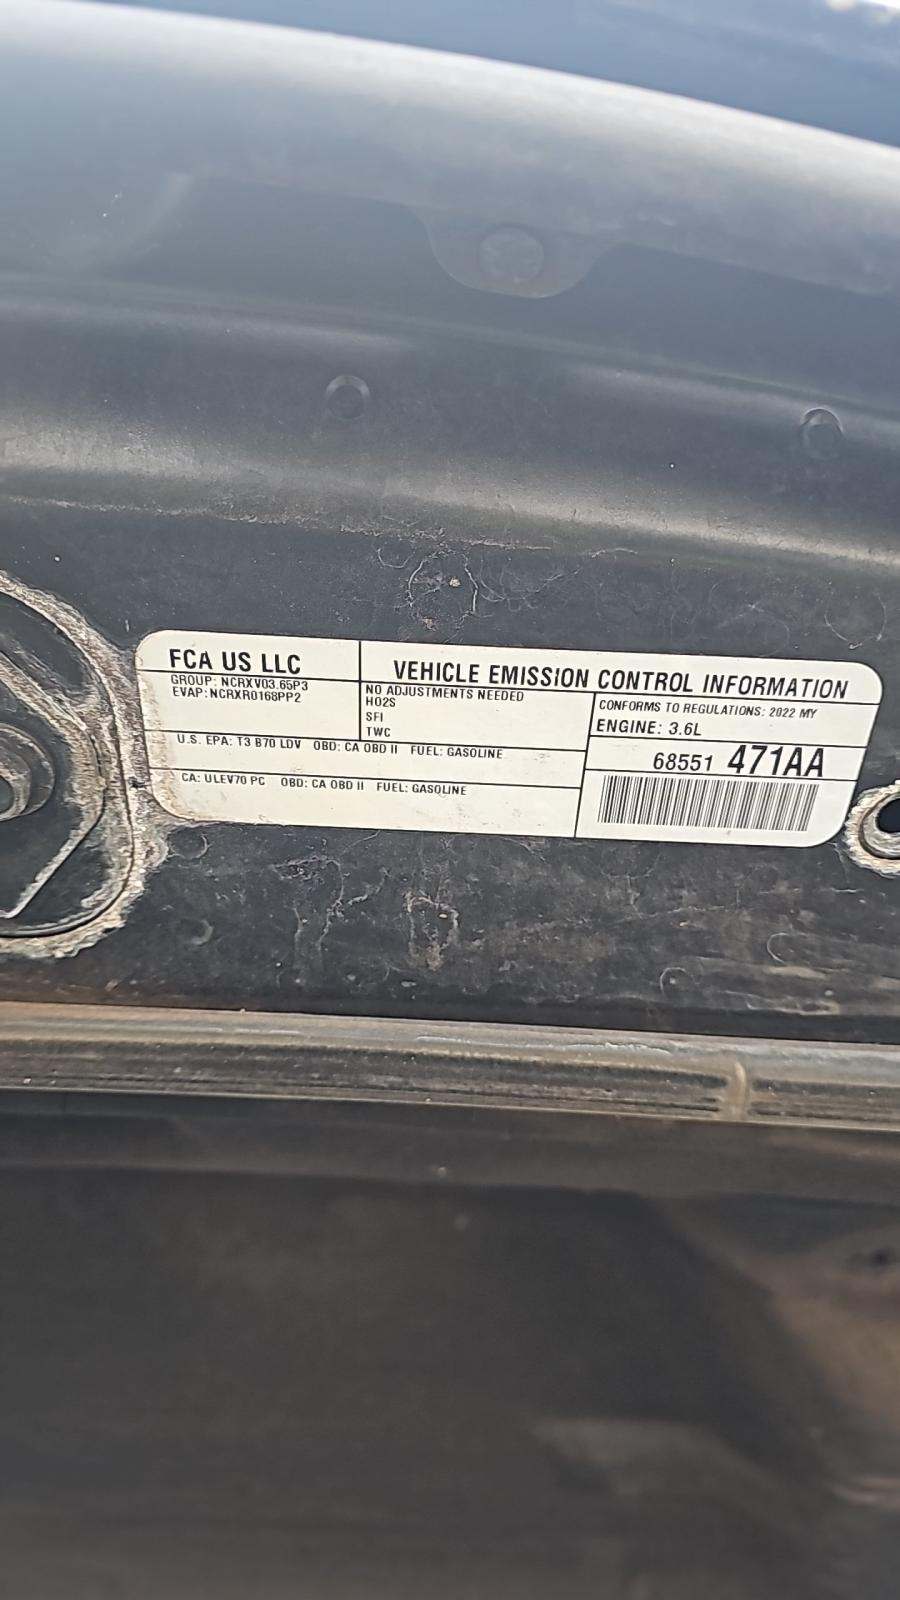 FCA US LLC
VEHICLE EMISSION CONTROL INFORMATION
GROUP: NCRXV03.65P3
EVAP: NCRXR0168PP2
NO ADJUSTMENTS NEEDED
HO2S
SFI
TWC
CONFORMS TO REGULATIONS: 2022 MY
ENGINE: 3.6L
U.S. EPA: T3 B70 LDV OBD: CA OBD II FUEL: GASOLINE
68551 471AA
CA: ULEV70 PC OBD: CA OBD II FUEL: GASOLINE